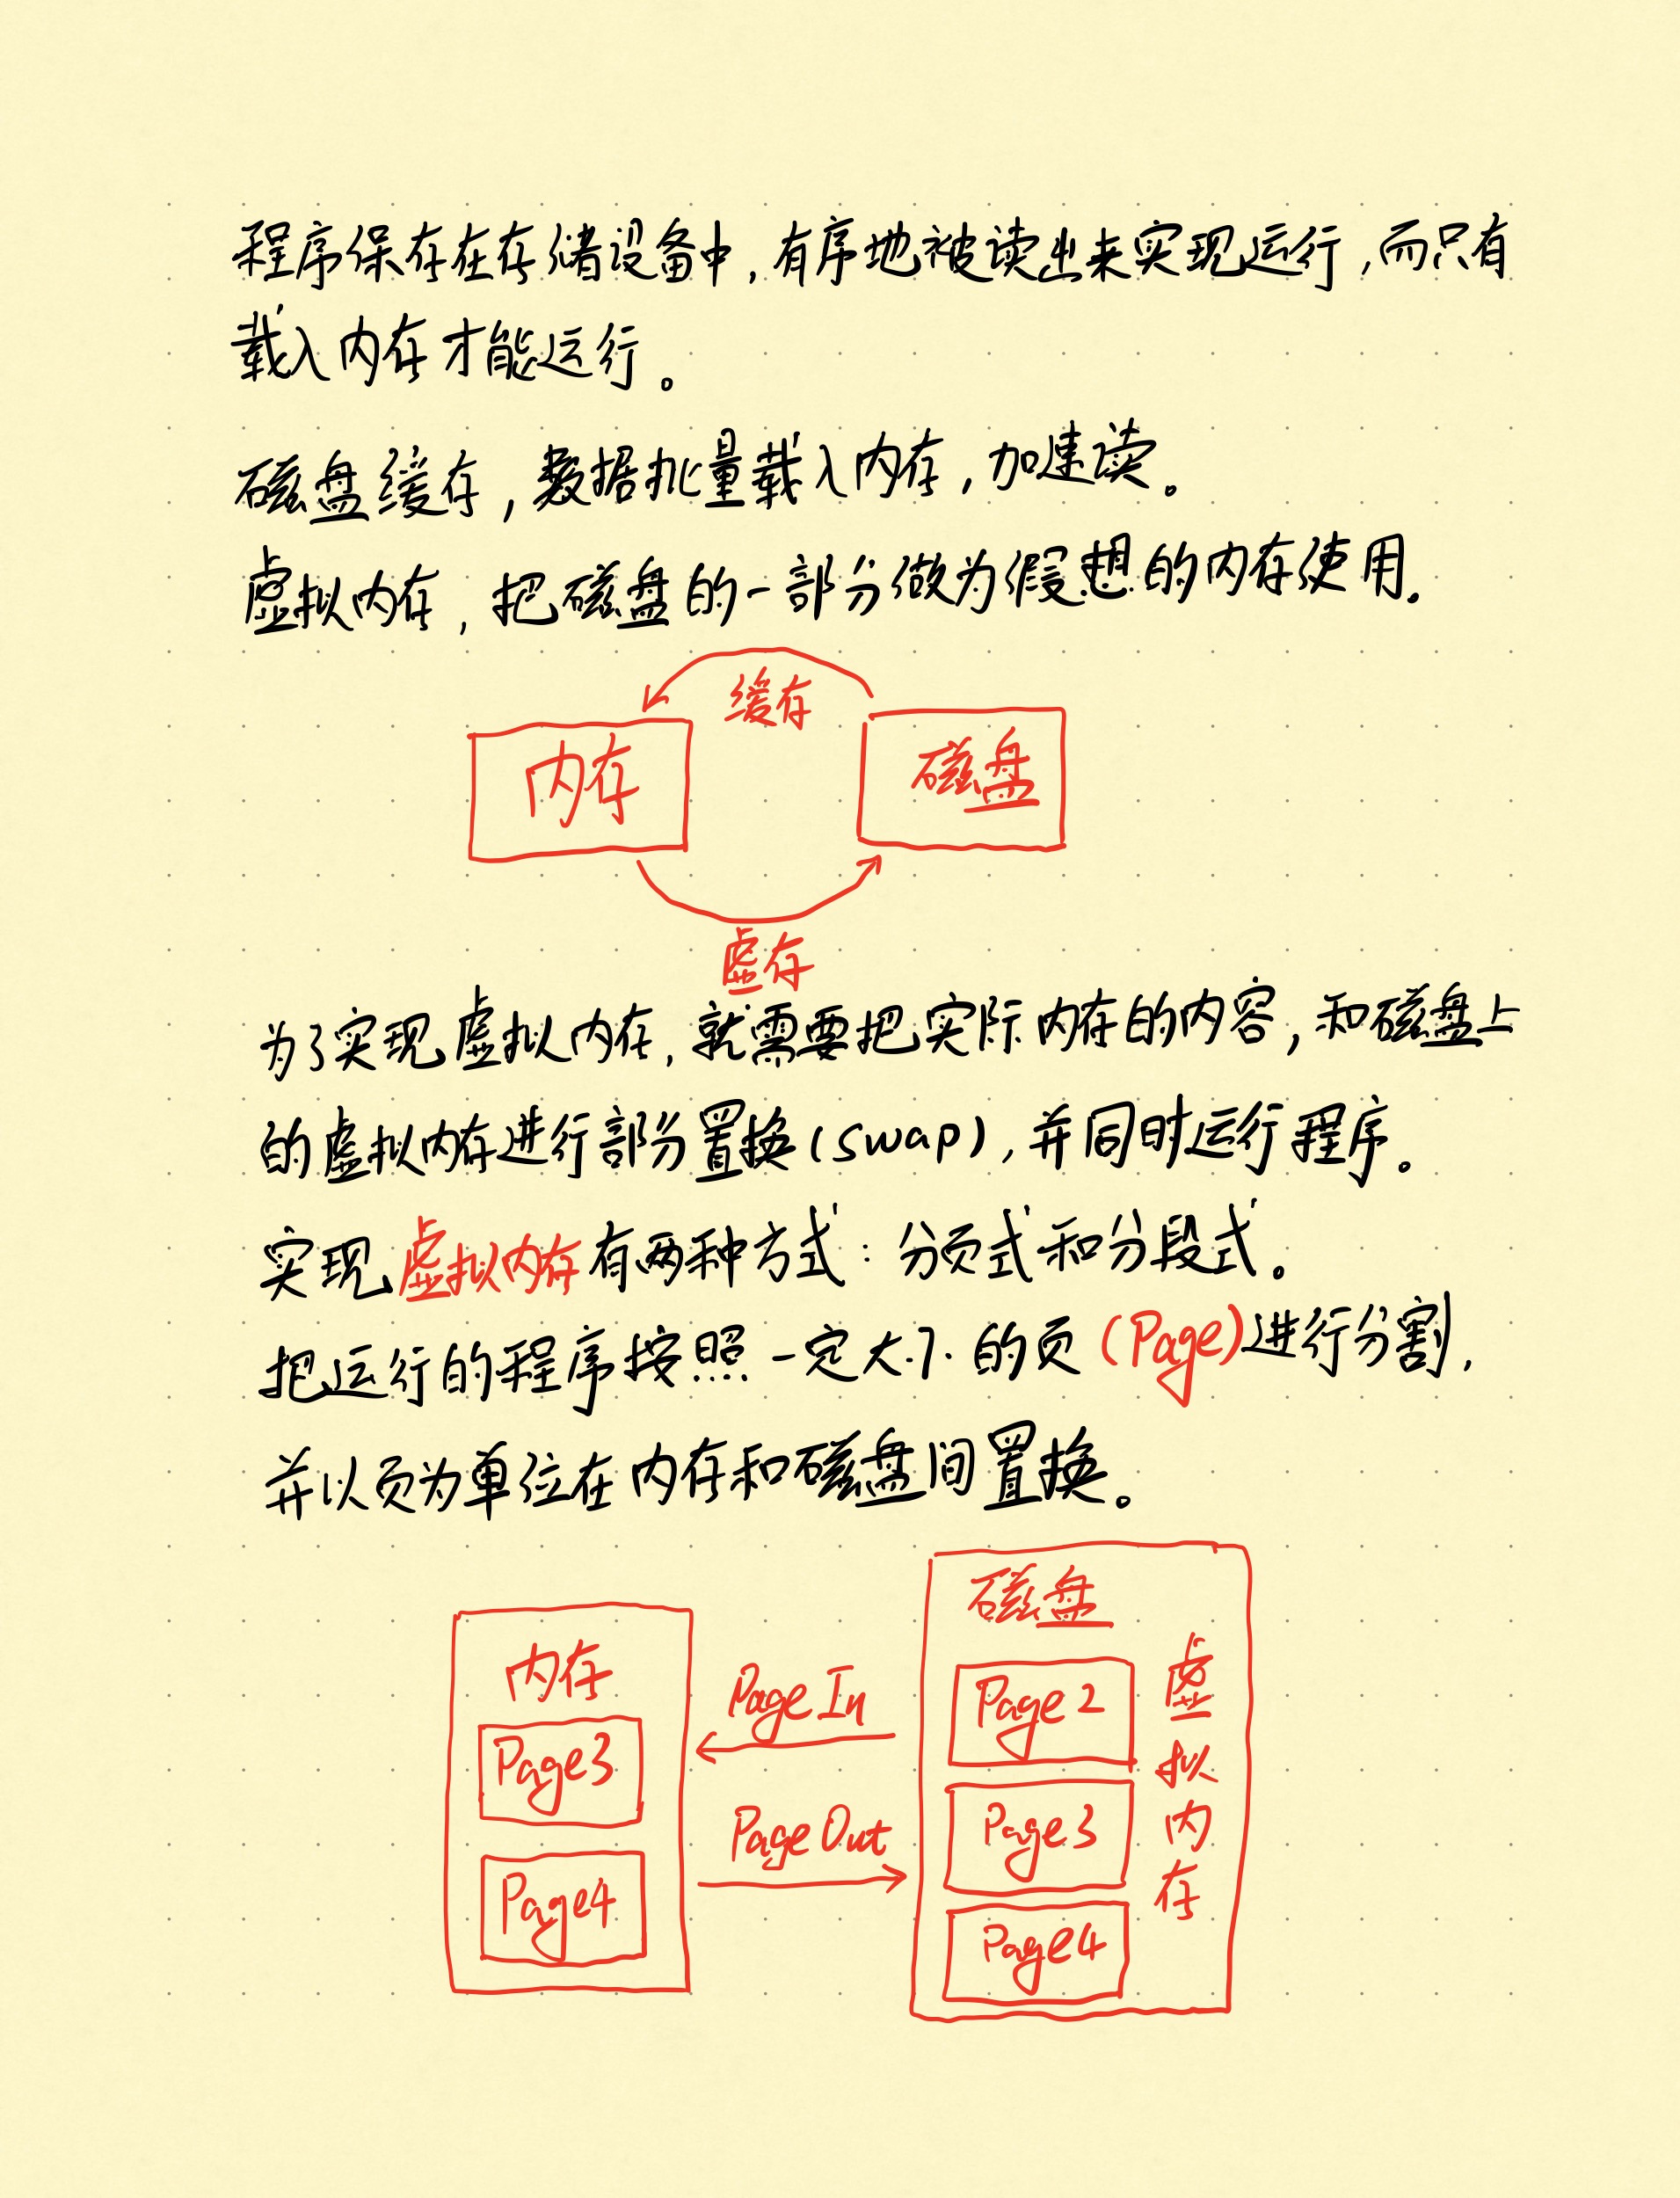 程序保存在存储设备中,有序地被读出来实现运行,而只有
载入内存才能运行。
磁盘缓存,数据批量载入内存,加速读。
虚拟内存,把磁盘的一部分做为假想的内存使用.
缓存
内存
磁盘
虚存
为了实现虚拟内存,就需要把实际内存的内容,和磁盘上
的虚拟内存进行部分置换(swap),并同时运行程序。
实现虚拟内存有两种方式:分页式和分段式。
把运行的程序按照一定大小的页(Page)进行分割,
并以页为单位在内存和磁盘间置换。
内存
Page3
Page4
Page In
Page Out
磁盘
Page 2
Page3
Page4
虚拟内存